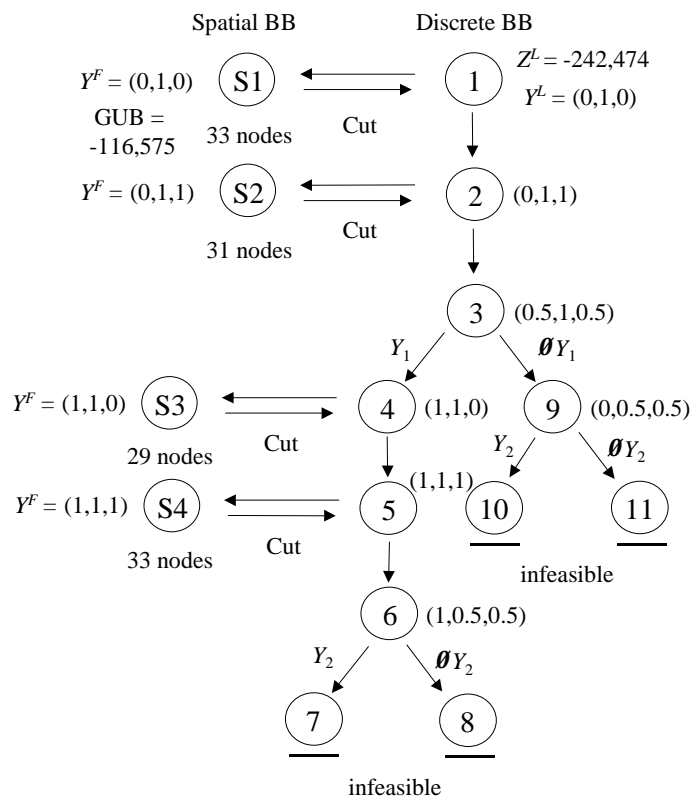 Spatial BB Discrete BB
Y^F = (0,1,0) S1 1 Z^L = -242,474
Y^L = (0,1,0)
GUB =
-116,575
33 nodes Cut
Y^F = (0,1,1) S2 2 (0,1,1)
31 nodes Cut
3 (0.5,1,0.5)
Y_1 Ø Y_1
Y^F = (1,1,0) S3 4 (1,1,0) 9 (0,0.5,0.5)
29 nodes Cut Y_2 Ø Y_2
Y^F = (1,1,1) S4 5 (1,1,1) 10 11
33 nodes Cut infeasible
6 (1,0.5,0.5)
Y_2 Ø Y_2
7 8
infeasible